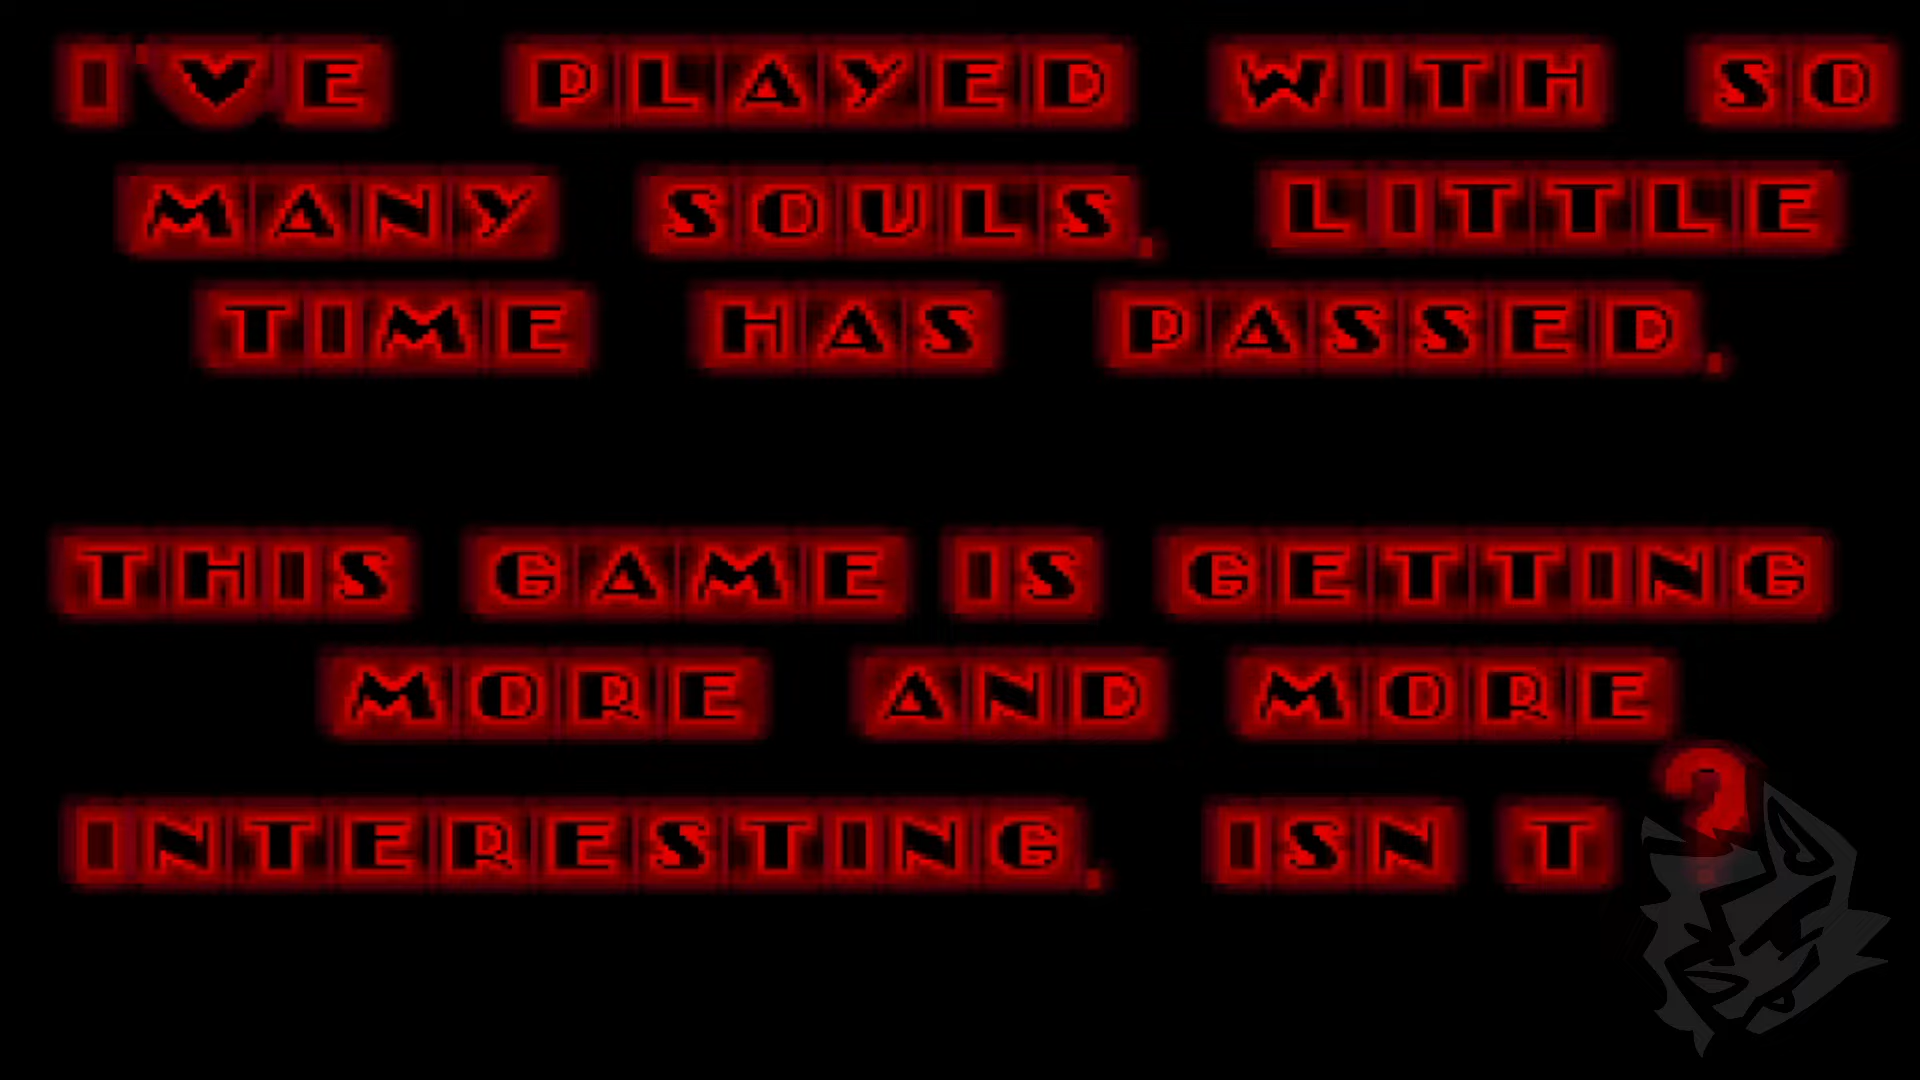 I'VE PLAYED WITH SO
MANY SOULS. LITTLE
TIME HAS PASSED.
THIS GAME IS GETTING
MORE AND MORE
INTERESTING. ISN T ?